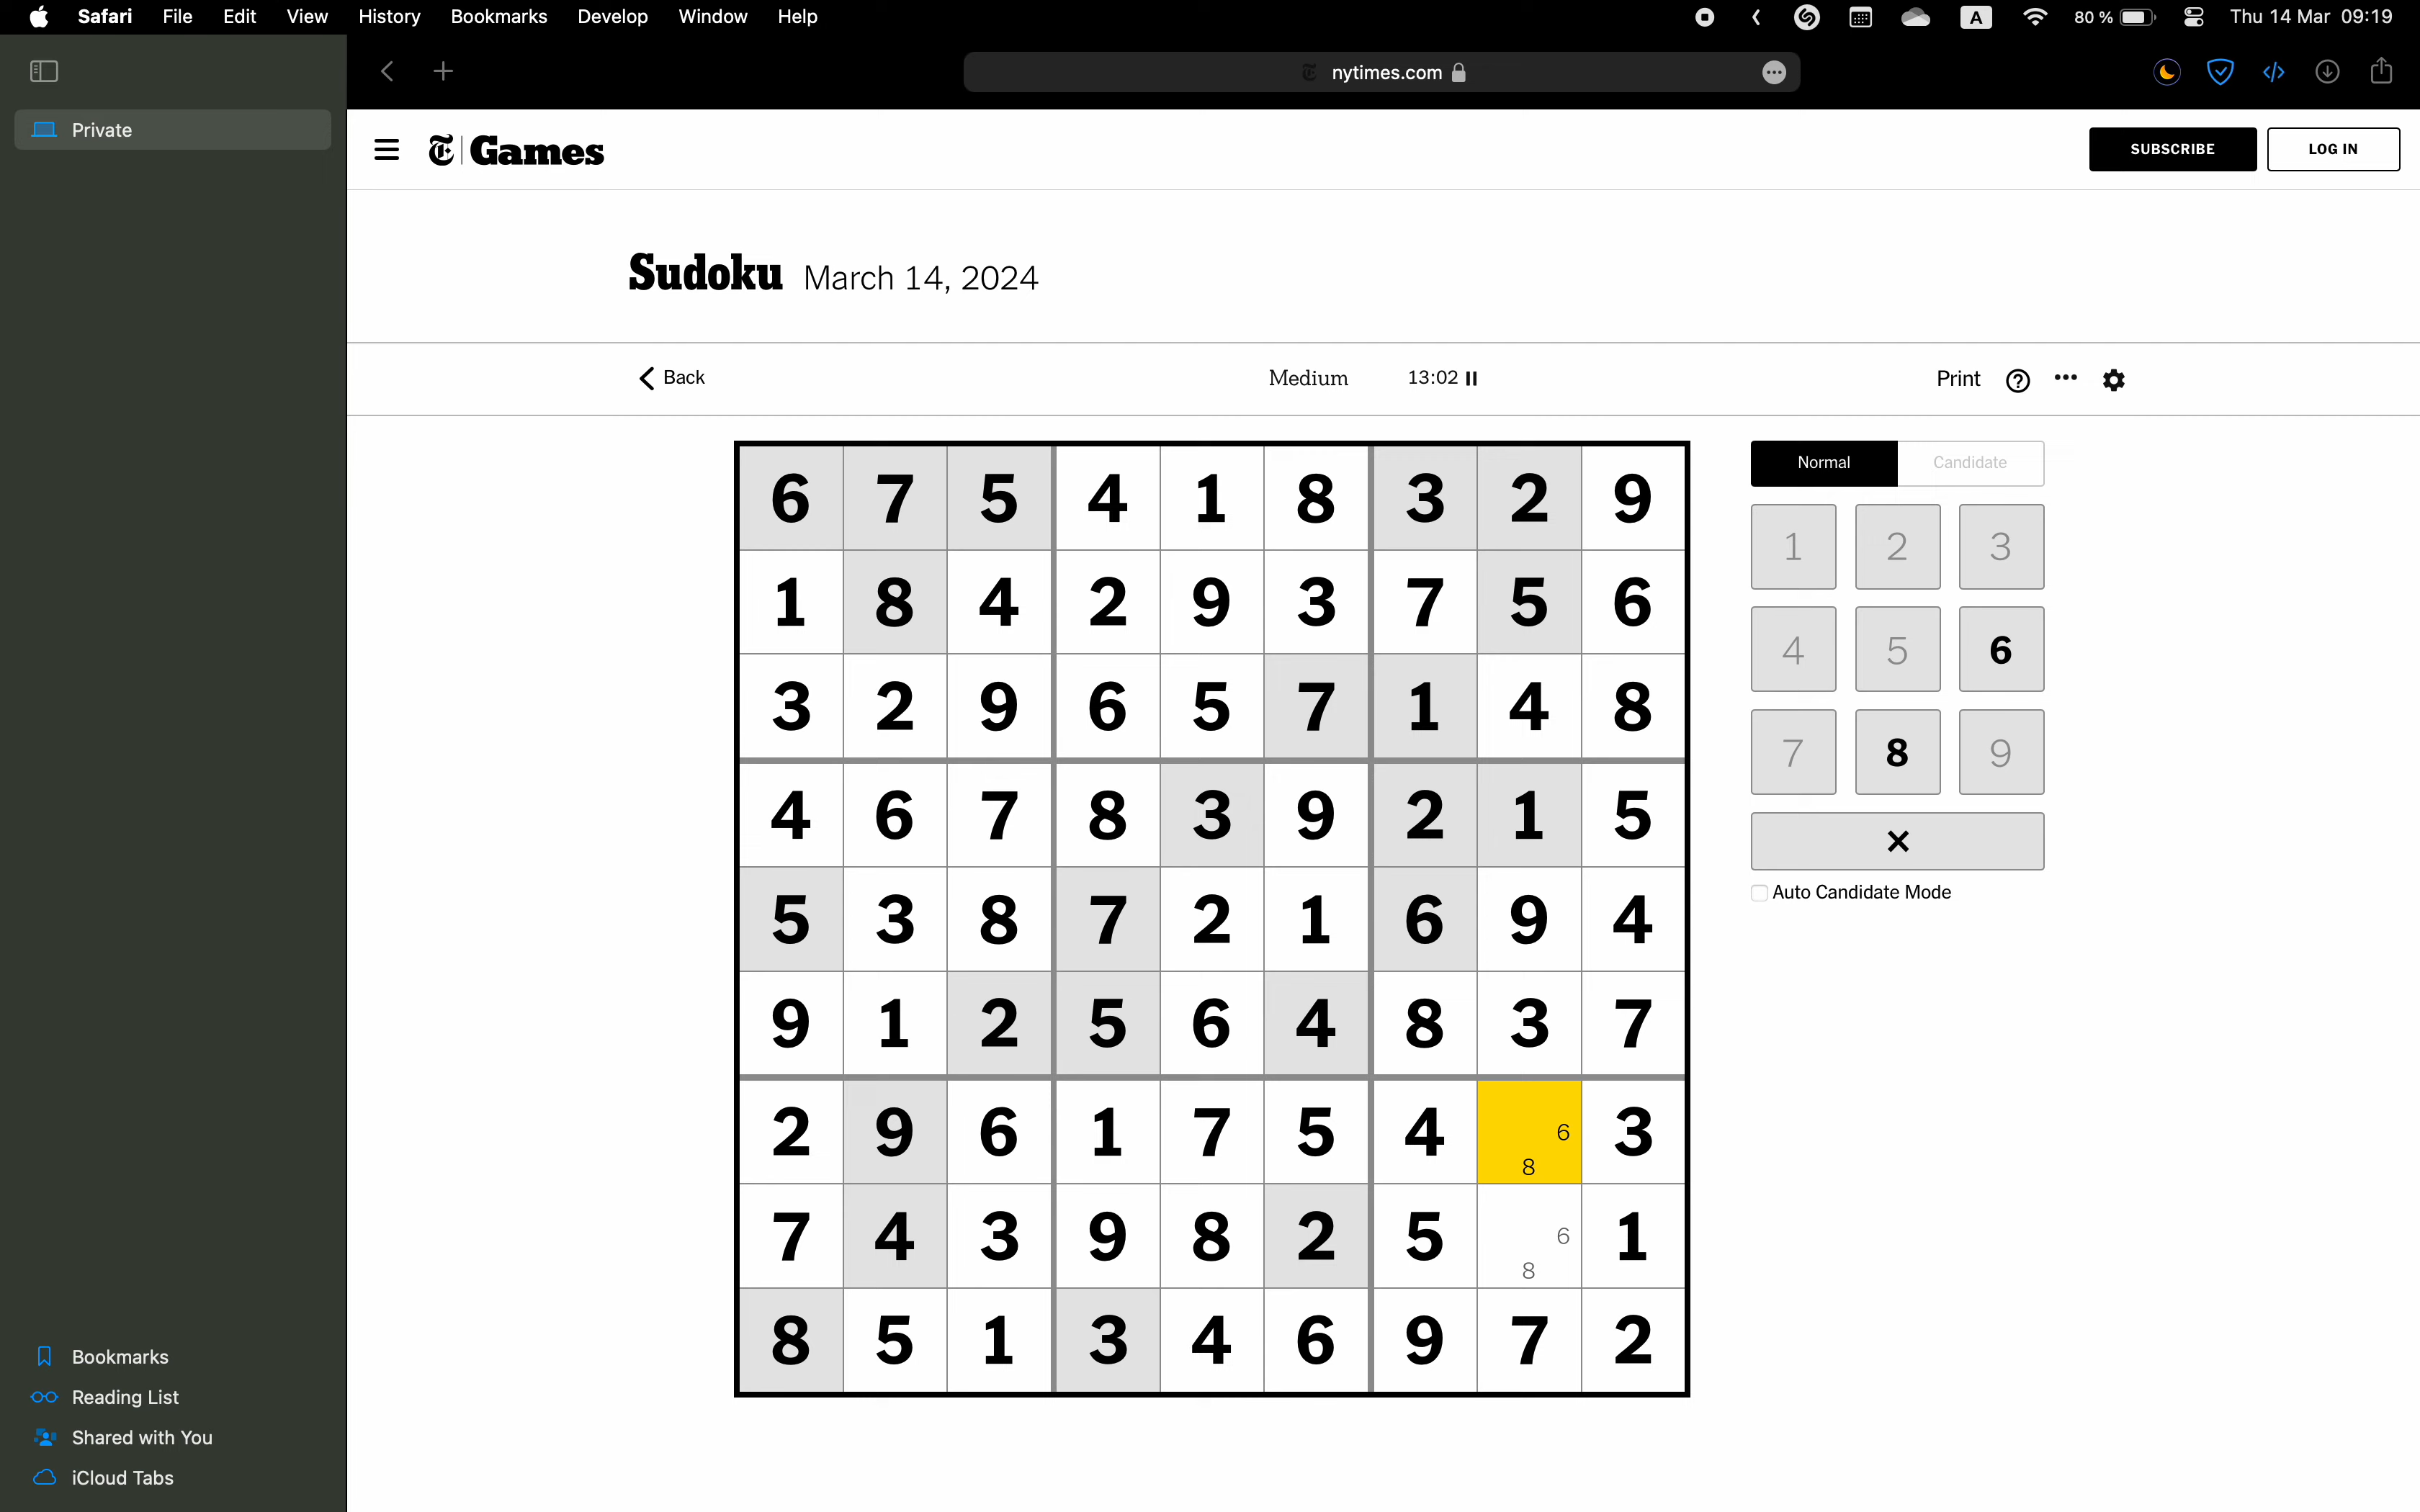 Safari File Edit View History Bookmarks Develop Window Help A 80 % Thu 14 Mar 09:19
nytimes.com
Private
Games
SUBSCRIBE LOG IN
Sudoku March 14, 2024
Back Medium 13:02 Print ? •••
6 7 5 4 1 8 3 2 9
1 8 4 2 9 3 7 5 6
3 2 9 6 5 7 1 4 8
4 6 7 8 3 9 2 1 5
5 3 8 7 2 1 6 9 4
9 1 2 5 6 4 8 3 7
2 9 6 1 7 5 4 6 8 3
7 4 3 9 8 2 5 6 8 1
8 5 1 3 4 6 9 7 2
Normal Candidate
1 2 3
4 5 6
7 8 9
X
Auto Candidate Mode
Bookmarks
Reading List
Shared with You
iCloud Tabs